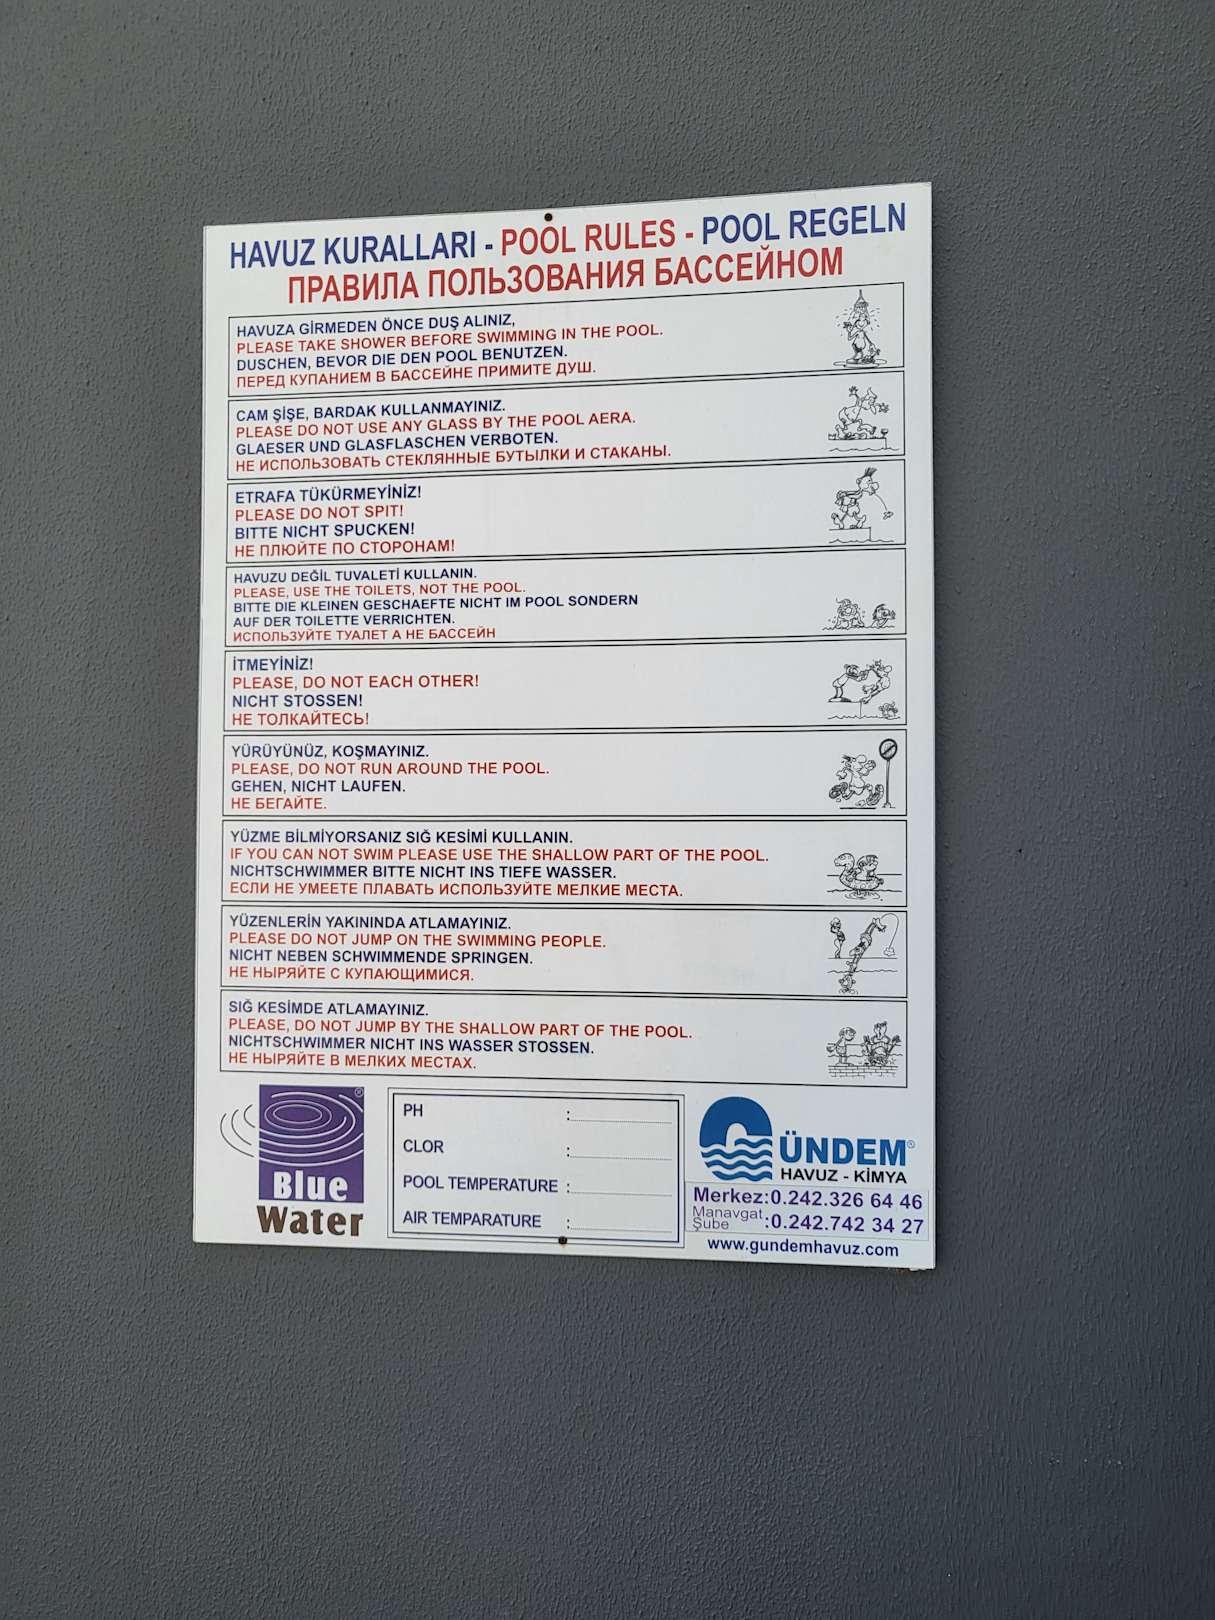 HAVUZ KURALLARI - POOL RULES - POOL REGELN
ПРАВИЛА ПОЛЬЗОВАНИЯ БАССЕЙНОМ
HAVUZA GİRMEDEN ÖNCE DUŞ ALINIZ,
PLEASE TAKE SHOWER BEFORE SWIMMING IN THE POOL.
DUSCHEN, BEVOR DIE DEN POOL BENUTZEN.
ПЕРЕД КУПАНИЕМ В БАССЕЙНЕ ПРИМИТЕ ДУШ.
CAM ŞİŞE, BARDAK KULLANMAYINIZ.
PLEASE DO NOT USE ANY GLASS BY THE POOL AERA.
GLAESER UND GLASFLASCHEN VERBOTEN.
НЕ ИСПОЛЬЗОВАТЬ СТЕКЛЯННЫЕ БУТЫЛКИ И СТАКАНЫ.
ETRAFA TÜKÜRMEYİNİZ!
PLEASE DO NOT SPIT!
BITTE NICHT SPUCKEN!
НЕ ПЛЮЙТЕ ПО СТОРОНАМ!
HAVUZU DEĞİL TUVALETİ KULLANIN.
PLEASE, USE THE TOILETS, NOT THE POOL.
BITTE DIE KLEINEN GESCHAEFTE NICHT IM POOL SONDERN
AUF DER TOILETTE VERRICHTEN.
ИСПОЛЬЗУЙТЕ ТУАЛЕТ А НЕ БАССЕЙН
İTMEYİNİZ!
PLEASE, DO NOT EACH OTHER!
NICHT STOSSEN!
НЕ ТОЛКАЙТЕСЬ!
YÜRÜYÜNÜZ, KOŞMAYINIZ.
PLEASE, DO NOT RUN AROUND THE POOL.
GEHEN, NICHT LAUFEN.
НЕ БЕГАЙТЕ.
YÜZME BİLMİYORSANIZ SIĞ KESİMİ KULLANIN.
IF YOU CAN NOT SWIM PLEASE USE THE SHALLOW PART OF THE POOL.
NICHTSCHWIMMER BITTE NICHT INS TIEFE WASSER.
ЕСЛИ НЕ УМЕЕТЕ ПЛАВАТЬ ИСПОЛЬЗУЙТЕ МЕЛКИЕ МЕСТА.
YÜZENLERİN YAKININDA ATLAMAYINIZ.
PLEASE DO NOT JUMP ON THE SWIMMING PEOPLE.
NICHT NEBEN SCHWIMMENDE SPRINGEN.
НЕ НЫРЯЙТЕ С КУПАЮЩИМИСЯ.
SIĞ KESİMDE ATLAMAYINIZ.
PLEASE, DO NOT JUMP BY THE SHALLOW PART OF THE POOL.
NICHTSCHWIMMER NICHT INS WASSER STOSSEN.
НЕ НЫРЯЙТЕ В МЕЛКИХ МЕСТАХ.
Blue
Water
PH :
CLOR :
POOL TEMPERATURE :
AIR TEMPARATURE :
GÜNDEM®
HAVUZ - KİMYA
Merkez:0.242.326 64 46
Manavgat Şube :0.242.742 34 27
www.gundemhavuz.com